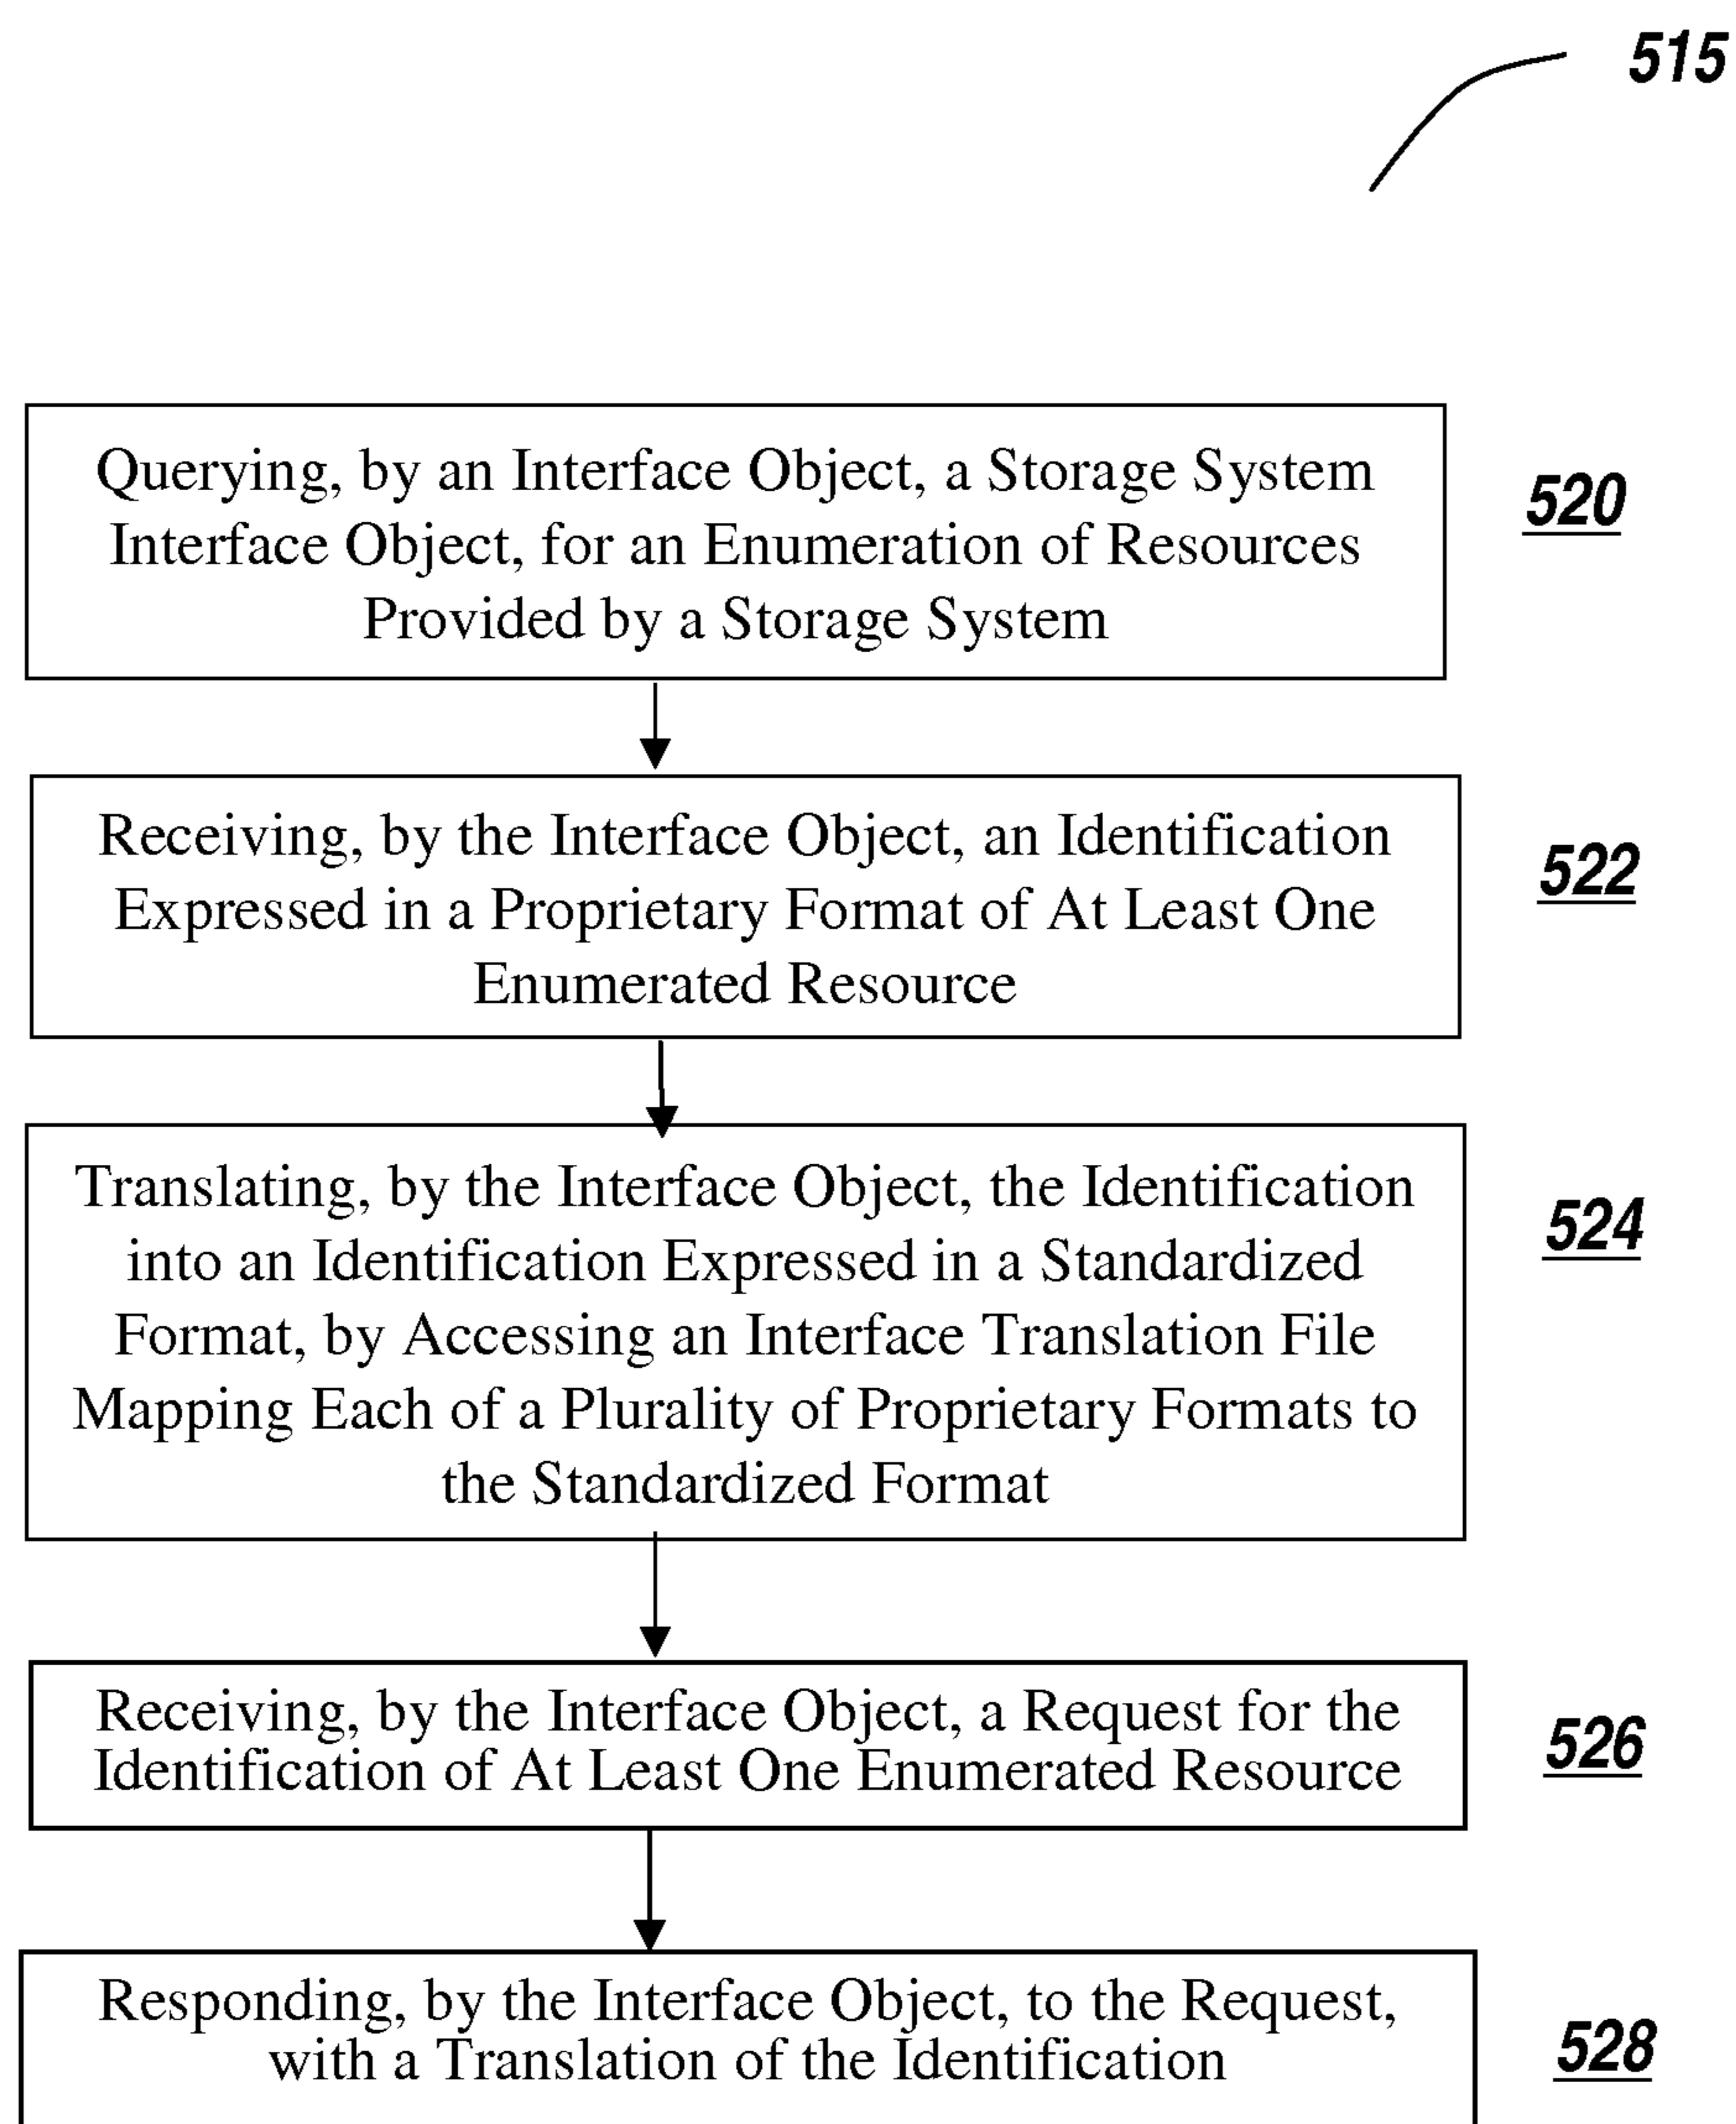 515
Querying, by an Interface Object, a Storage System
Interface Object, for an Enumeration of Resources
Provided by a Storage System
520
Receiving, by the Interface Object, an Identification
Expressed in a Proprietary Format of At Least One
Enumerated Resource
522
Translating, by the Interface Object, the Identification
into an Identification Expressed in a Standardized
Format, by Accessing an Interface Translation File
Mapping Each of a Plurality of Proprietary Formats to
the Standardized Format
524
Receiving, by the Interface Object, a Request for the
Identification of At Least One Enumerated Resource
526
Responding, by the Interface Object, to the Request,
with a Translation of the Identification
528